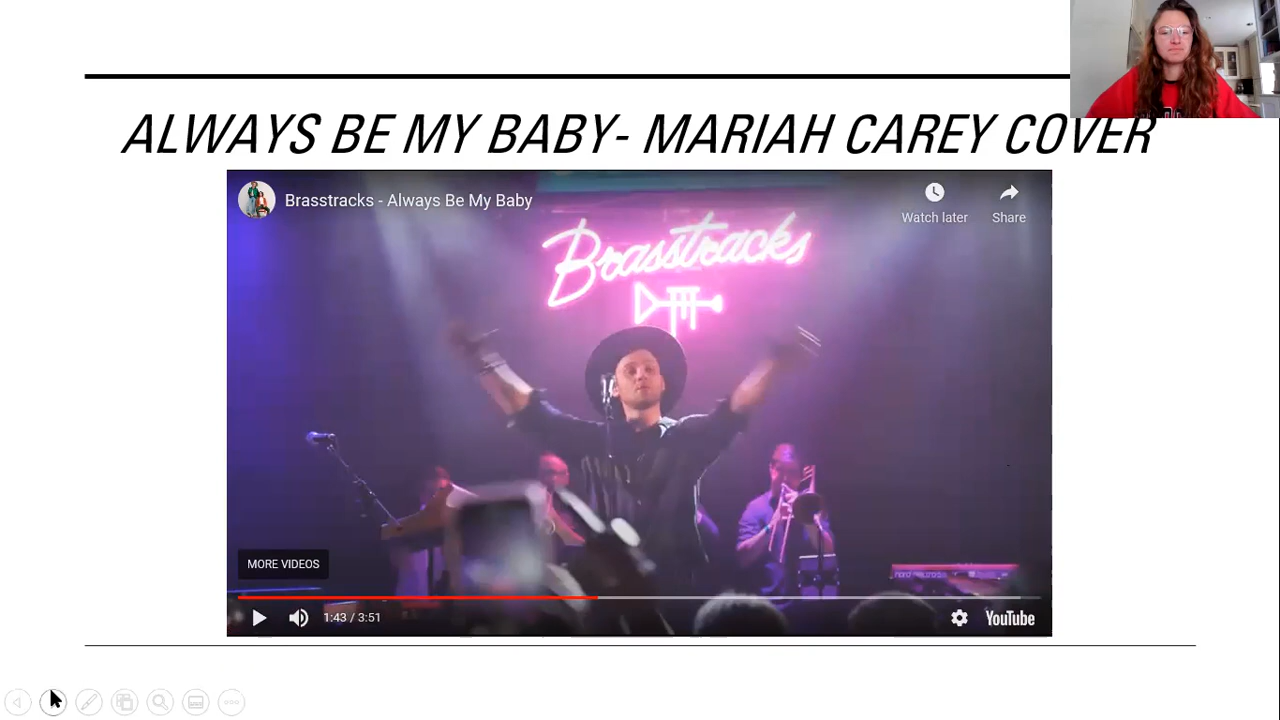 ALWAYS BE MY BABY- MARIAH CAREY COVER
Brasstracks - Always Be My Baby
Watch later
Share
Brasstracks
MORE VIDEOS
1:43 / 3:51
YouTube